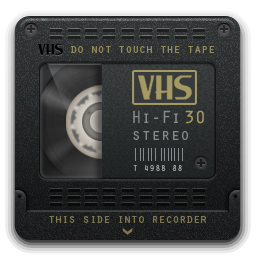 VHS DO NOT TOUCH THE TAPE
VHS
Hi-Fi 30
STEREO
T 4988 88
THIS SIDE INTO RECORDER